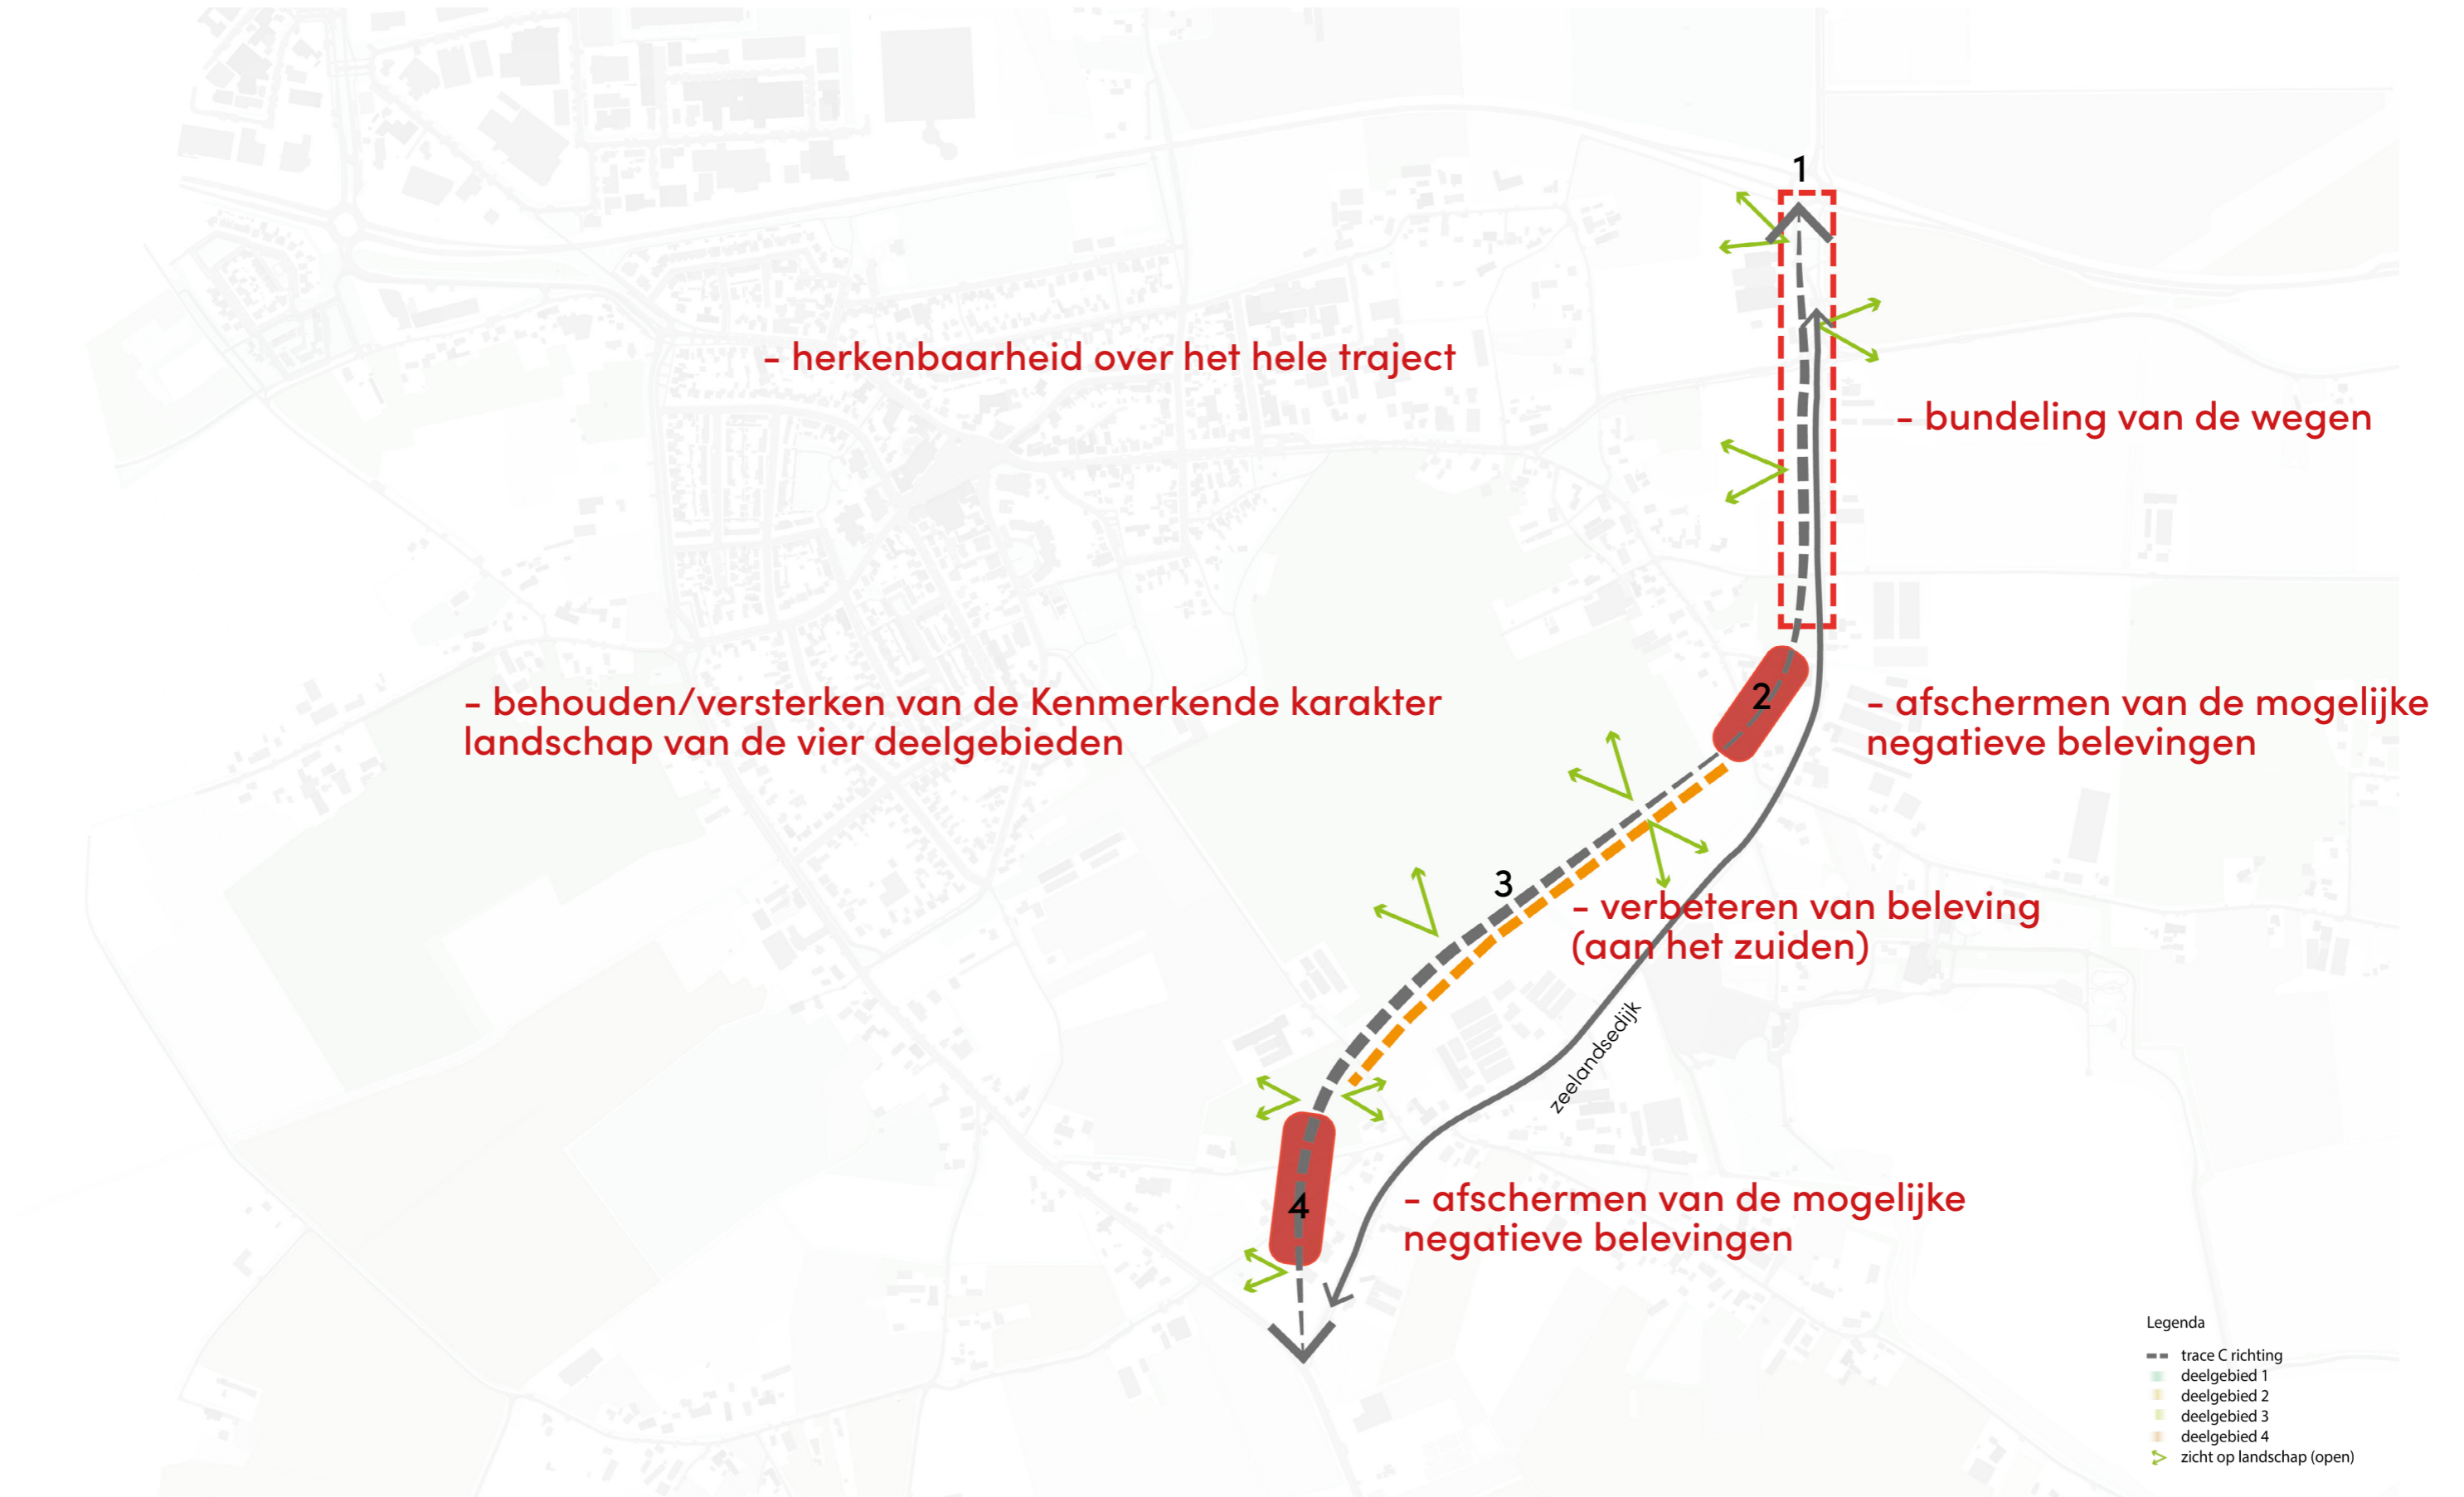 1
- herkenbaarheid over het hele traject
- bundeling van de wegen
2
- behouden/versterken van de Kenmerkende karakter
landschap van de vier deelgebieden
- afschermen van de mogelijke
negatieve belevingen
3
- verbeteren van beleving
(aan het zuiden)
zeelandsedijk
4
- afschermen van de mogelijke
negatieve belevingen
Legenda
trace C richting
deelgebied 1
deelgebied 2
deelgebied 3
deelgebied 4
zicht op landschap (open)